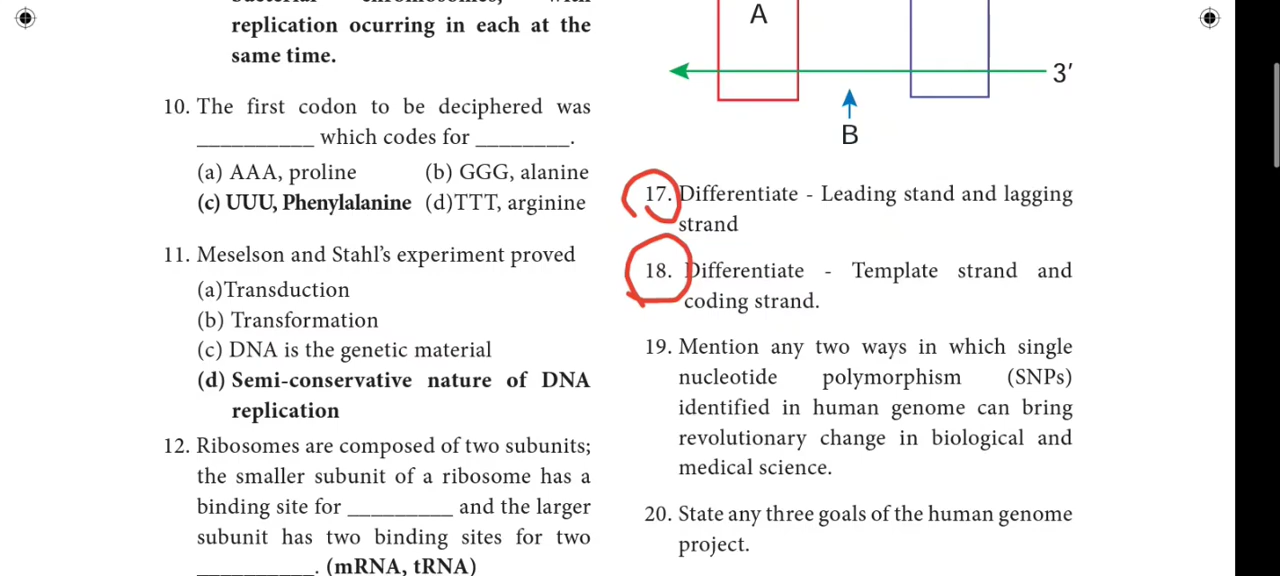 bacterial chromosomes, with
replication ocurring in each at the
same time.
10. The first codon to be deciphered was
__________ which codes for ________.
(a) AAA, proline (b) GGG, alanine
(c) UUU, Phenylalanine (d)TTT, arginine
11. Meselson and Stahl's experiment proved
(a)Transduction
(b) Transformation
(c) DNA is the genetic material
(d) Semi-conservative nature of DNA
replication
12. Ribosomes are composed of two subunits;
the smaller subunit of a ribosome has a
binding site for _________ and the larger
subunit has two binding sites for two
__________. (mRNA, tRNA)
A
3′
B
17. Differentiate - Leading stand and lagging
strand
18. Differentiate - Template strand and
coding strand.
19. Mention any two ways in which single
nucleotide polymorphism (SNPs)
identified in human genome can bring
revolutionary change in biological and
medical science.
20. State any three goals of the human genome
project.